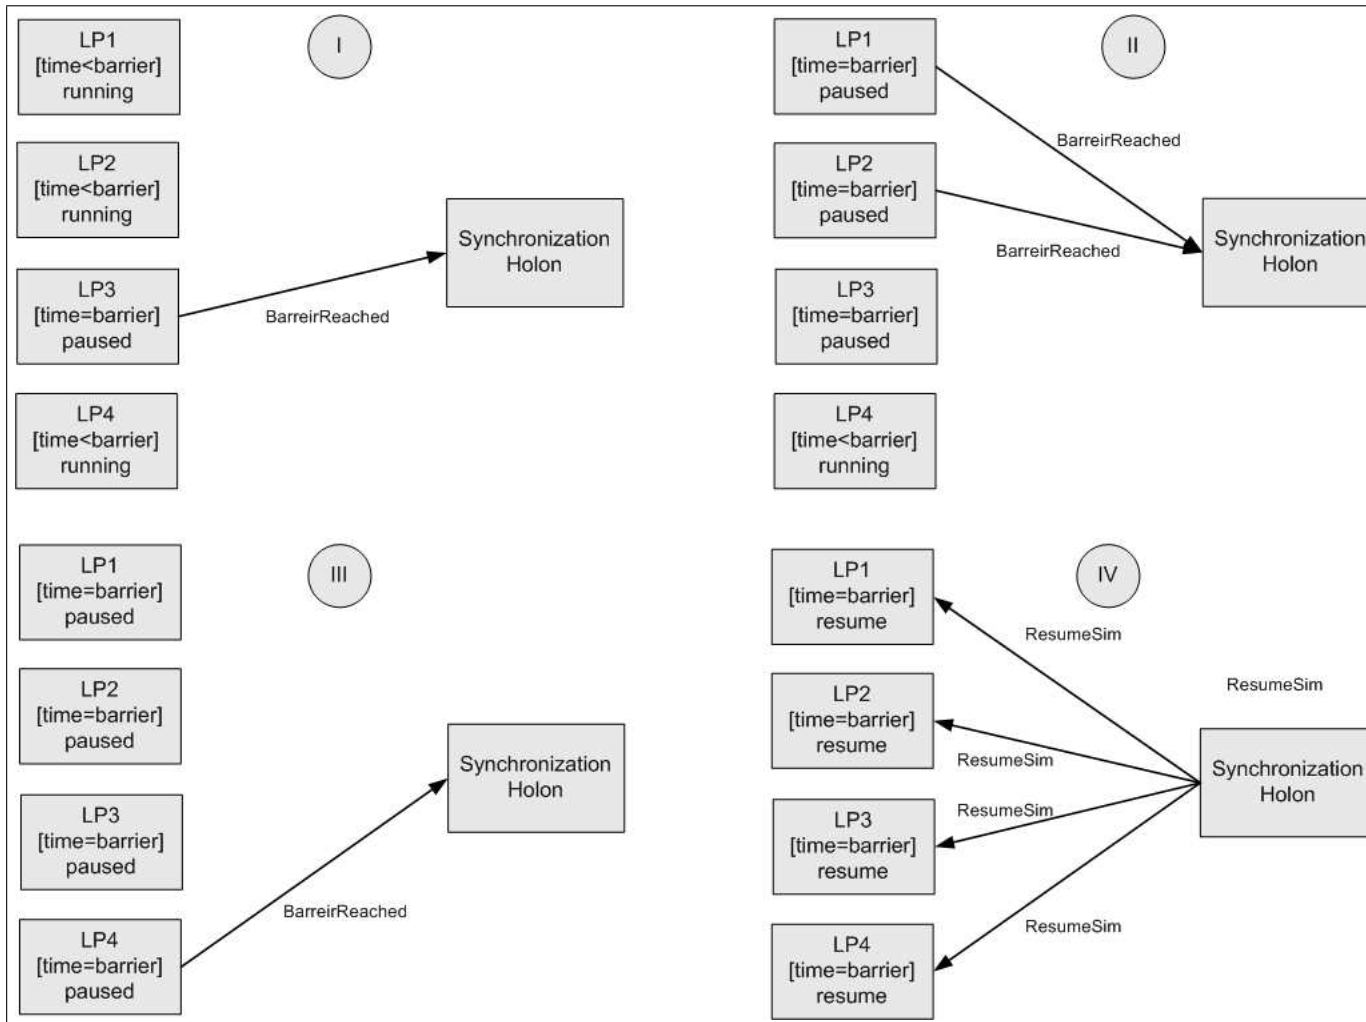 I
LP1
[time<barrier]
running
LP2
[time<barrier]
running
LP3
[time=barrier]
paused
LP4
[time<barrier]
running
BarreirReached
Synchronization
Holon
II
LP1
[time=barrier]
paused
LP2
[time=barrier]
paused
LP3
[time=barrier]
paused
LP4
[time<barrier]
running
BarreirReached
BarreirReached
Synchronization
Holon
III
LP1
[time=barrier]
paused
LP2
[time=barrier]
paused
LP3
[time=barrier]
paused
LP4
[time=barrier]
paused
BarreirReached
Synchronization
Holon
IV
LP1
[time=barrier]
resume
LP2
[time=barrier]
resume
LP3
[time=barrier]
resume
LP4
[time=barrier]
resume
ResumeSim
ResumeSim
ResumeSim
ResumeSim
ResumeSim
Synchronization
Holon